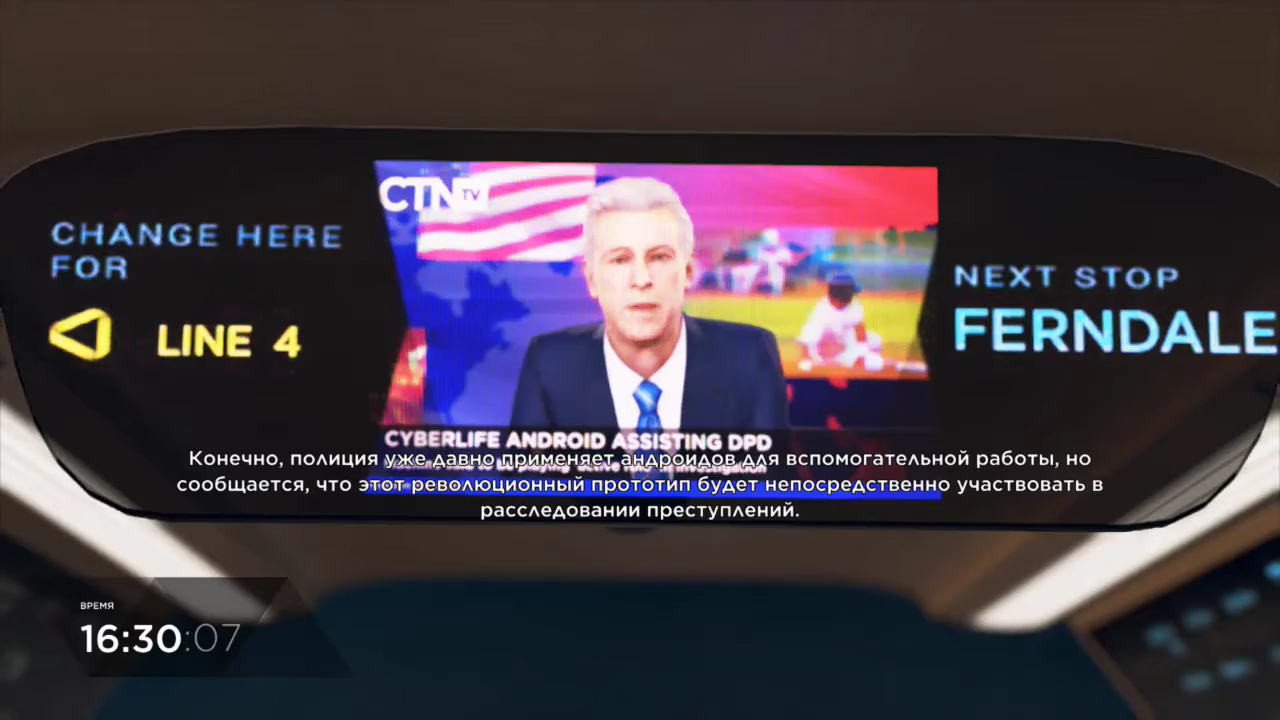 CTN TV
CHANGE HERE
FOR
LINE 4
NEXT STOP
FERNDALE
CYBERLIFE ANDROID ASSISTING DPD
Конечно, полиция уже давно применяет андроидов для вспомогательной работы, но
сообщается, что этот революционный прототип будет непосредственно участвовать в
расследовании преступлений.
ВРЕМЯ
16:30:07